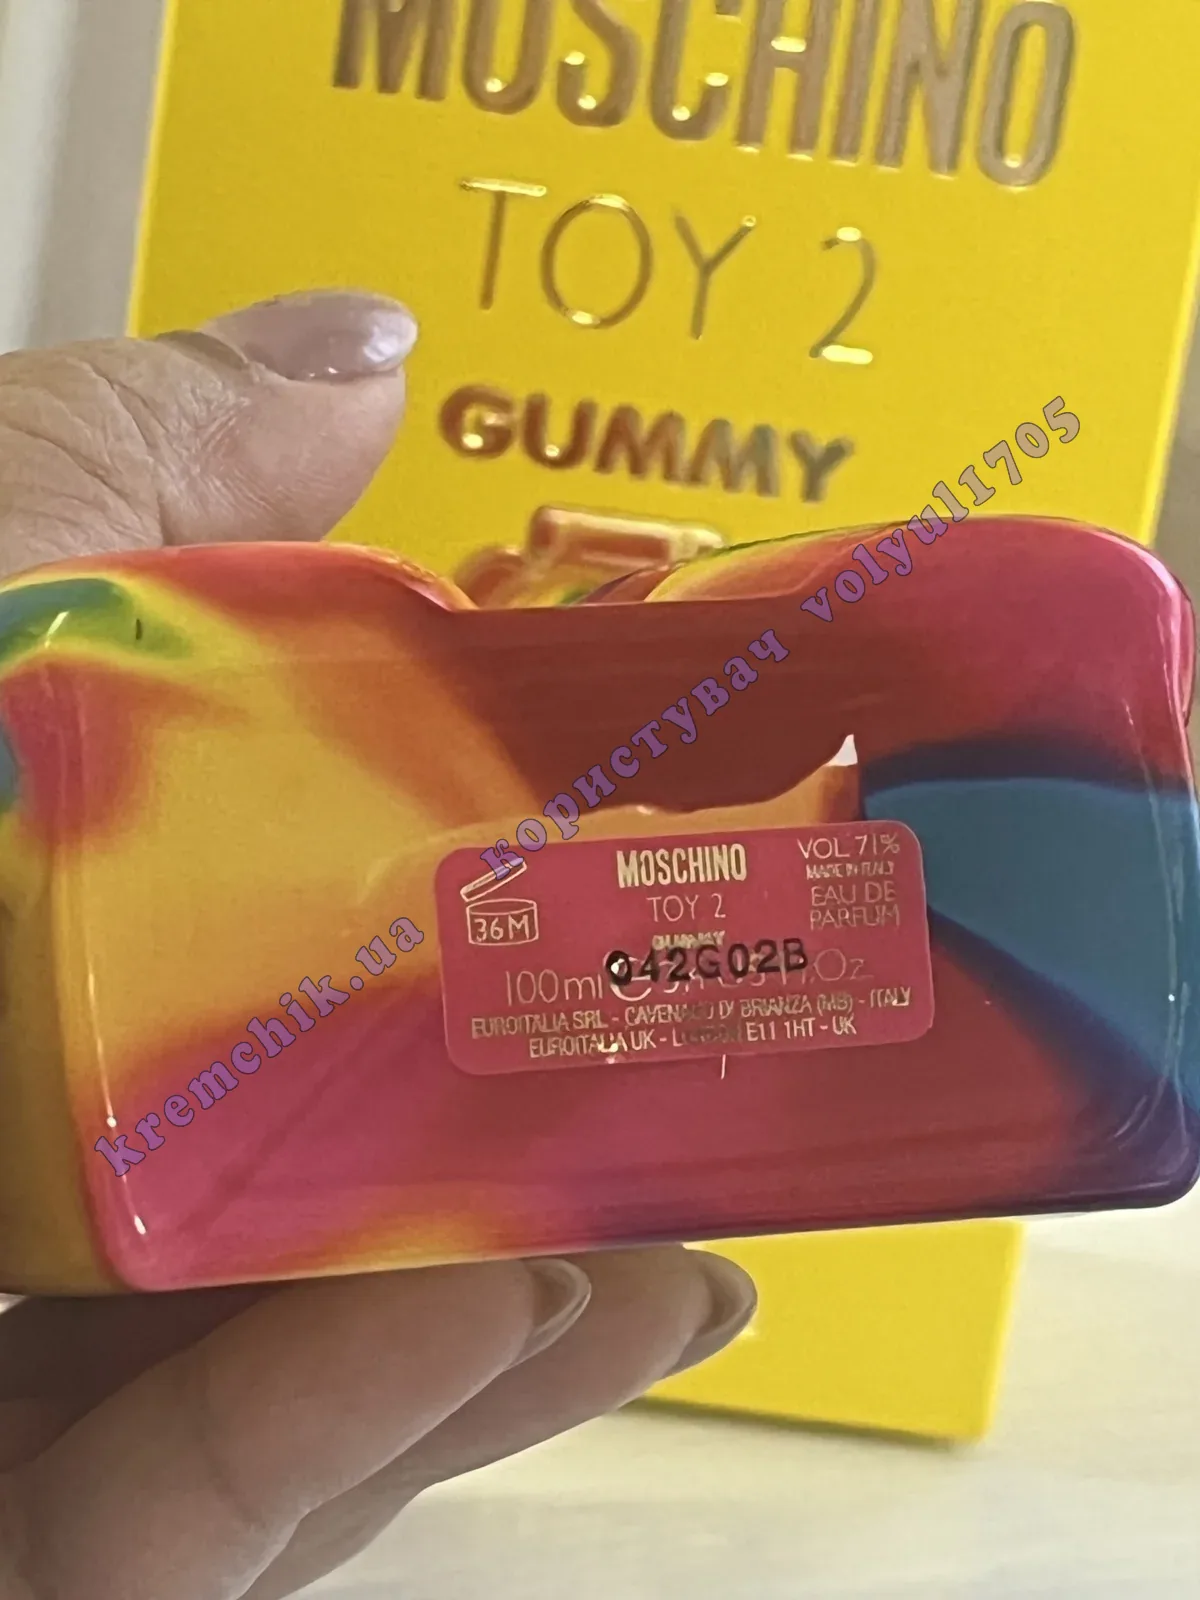 MOSCHINO
TOY 2
GUMMY
36M
MOSCHINO
TOY 2
GUMMY
VOL 71%
MADE IN ITALY
EAU DE
PARFUM
042G02B
100ml
EUROITALIA SRL - CAVENAGO DI BRIANZA (MB) - ITALY
EUROITALIA UK - LONDON E11 1HT - UK
kremchik.ua користувач volyul1705